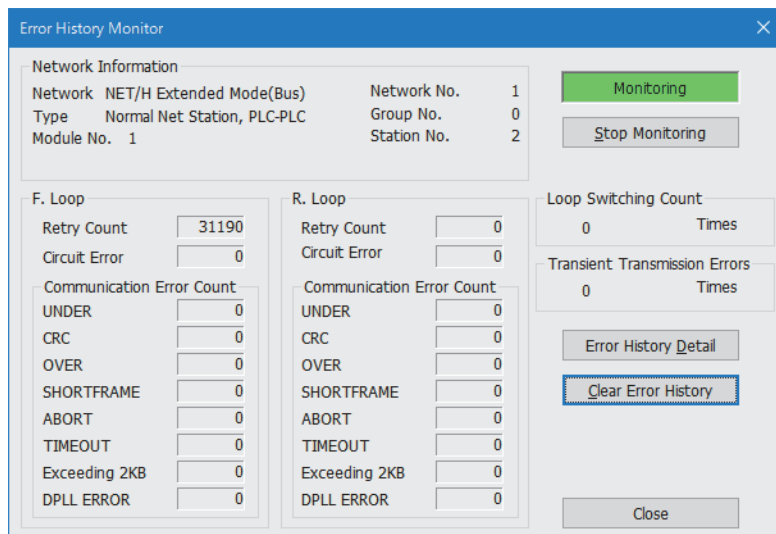 Error History Monitor
Network Information
Network NET/H Extended Mode(Bus) Network No. 1
Type Normal Net Station, PLC-PLC Group No. 0
Module No. 1 Station No. 2
Monitoring
Stop Monitoring
F. Loop
Retry Count 31190
Circuit Error 0
Communication Error Count
UNDER 0
CRC 0
OVER 0
SHORTFRAME 0
ABORT 0
TIMEOUT 0
Exceeding 2KB 0
DPLL ERROR 0
R. Loop
Retry Count 0
Circuit Error 0
Communication Error Count
UNDER 0
CRC 0
OVER 0
SHORTFRAME 0
ABORT 0
TIMEOUT 0
Exceeding 2KB 0
DPLL ERROR 0
Loop Switching Count
0 Times
Transient Transmission Errors
0 Times
Error History Detail
Clear Error History
Close